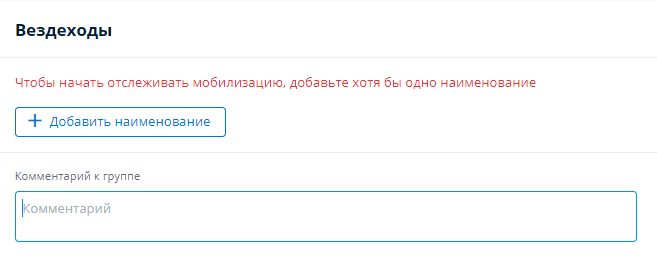 Вездеходы
Чтобы начать отслеживать мобилизацию, добавьте хотя бы одно наименование
+ Добавить наименование
Комментарий к группе
Комментарий